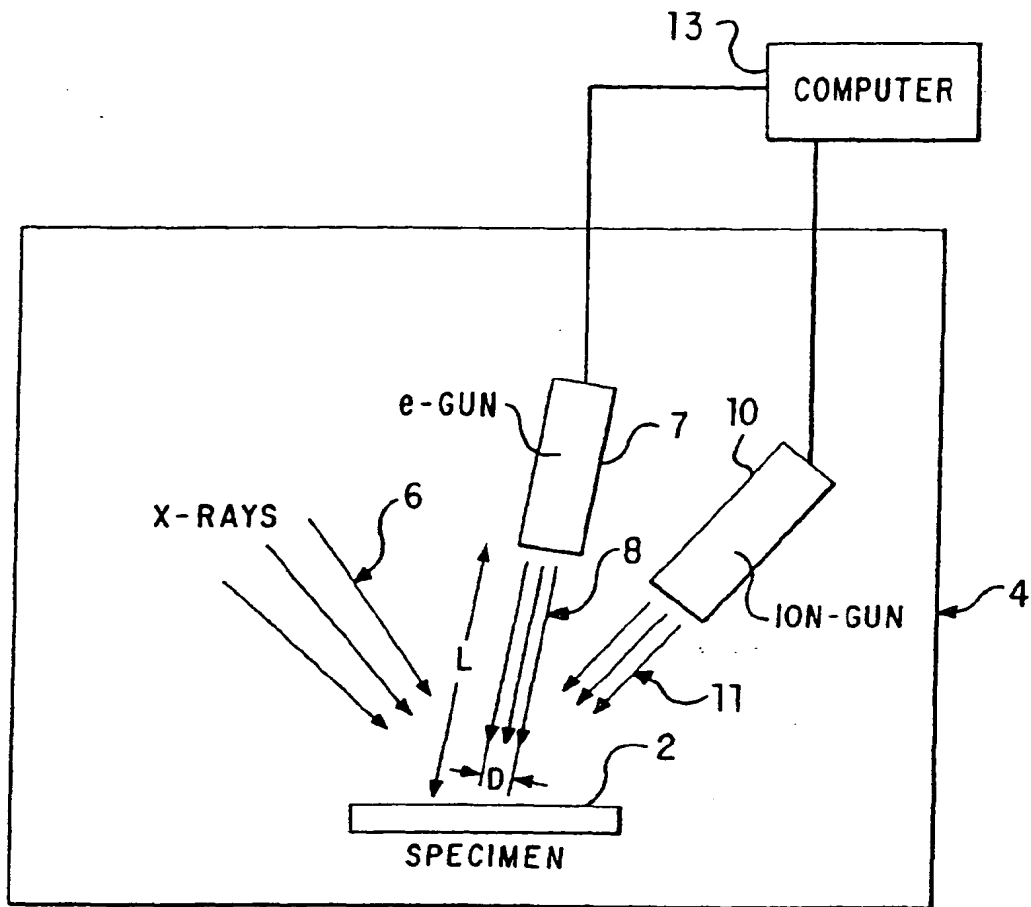 13
COMPUTER
e-GUN
7
10
X-RAYS
6
8
ION-GUN
4
L
11
D
2
SPECIMEN